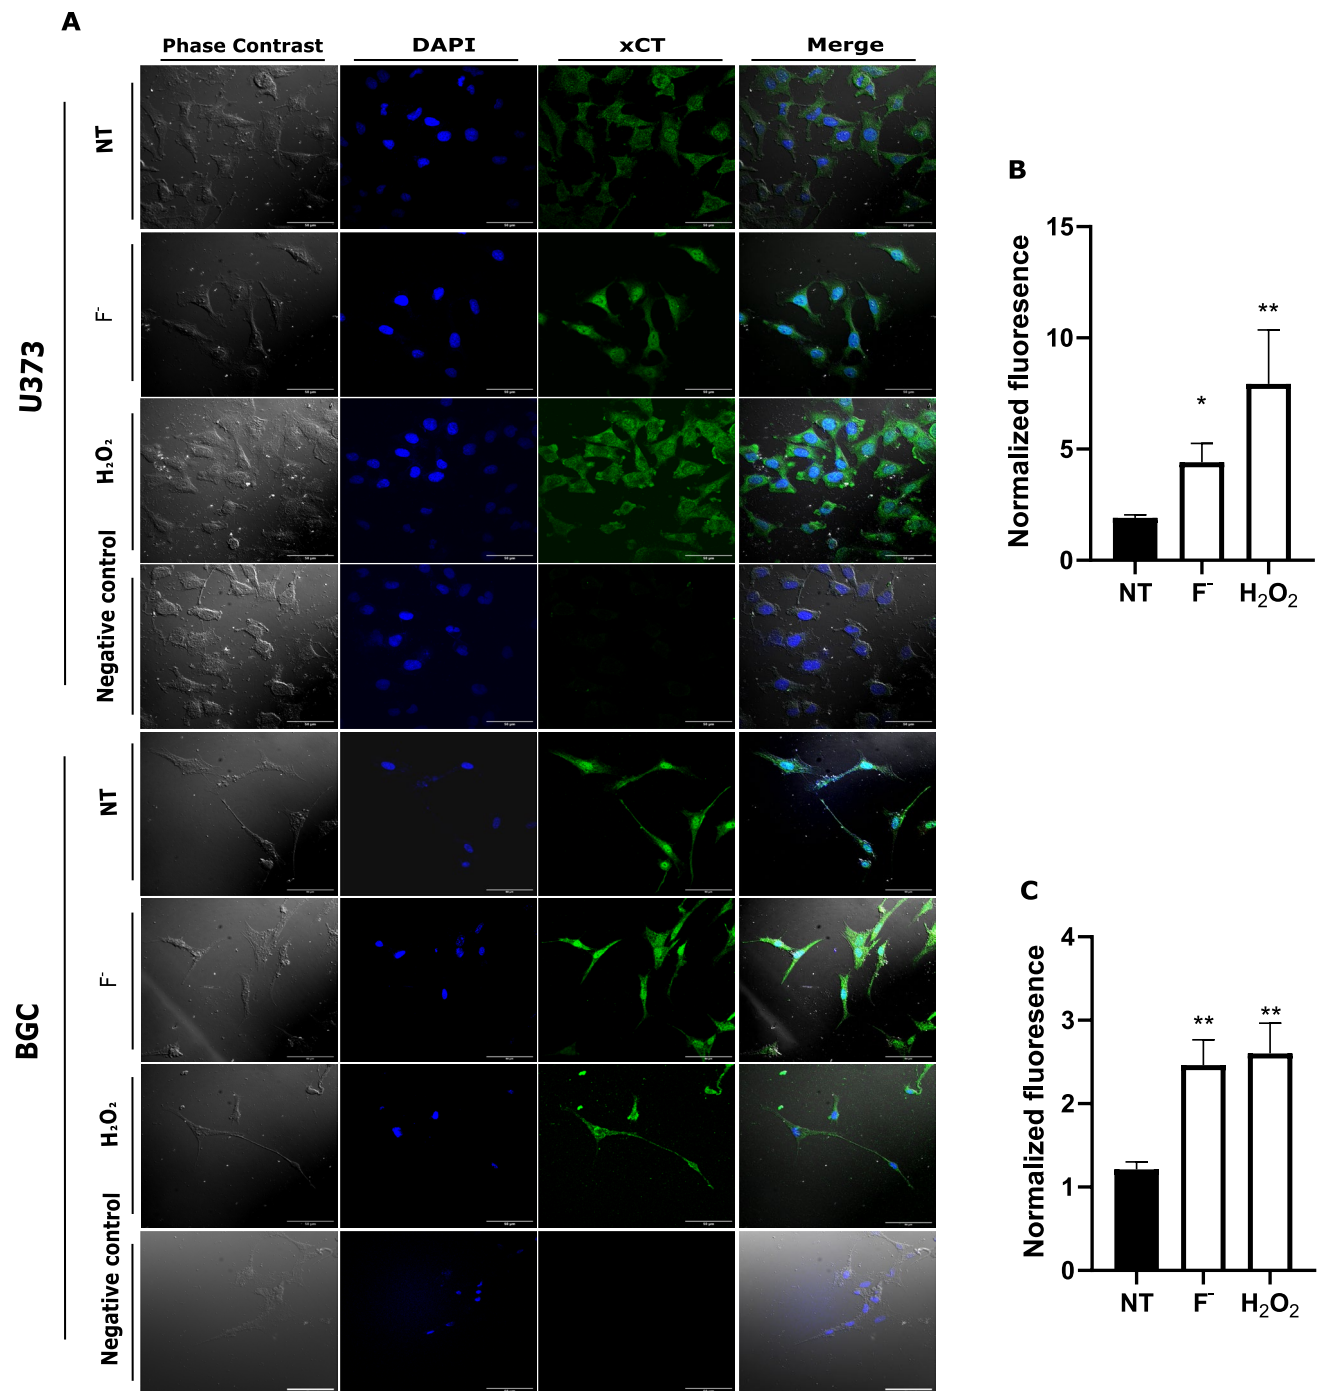 A
Phase Contrast DAPI xCT Merge
U373
NT
F⁻
H₂O₂
Negative control
BGC
NT
F⁻
H₂O₂
Negative control
B
Normalized fluoresence
15
10
5
0
*
**
NT F⁻ H₂O₂
C
Normalized fluoresence
4
3
2
1
0
**
**
NT F⁻ H₂O₂